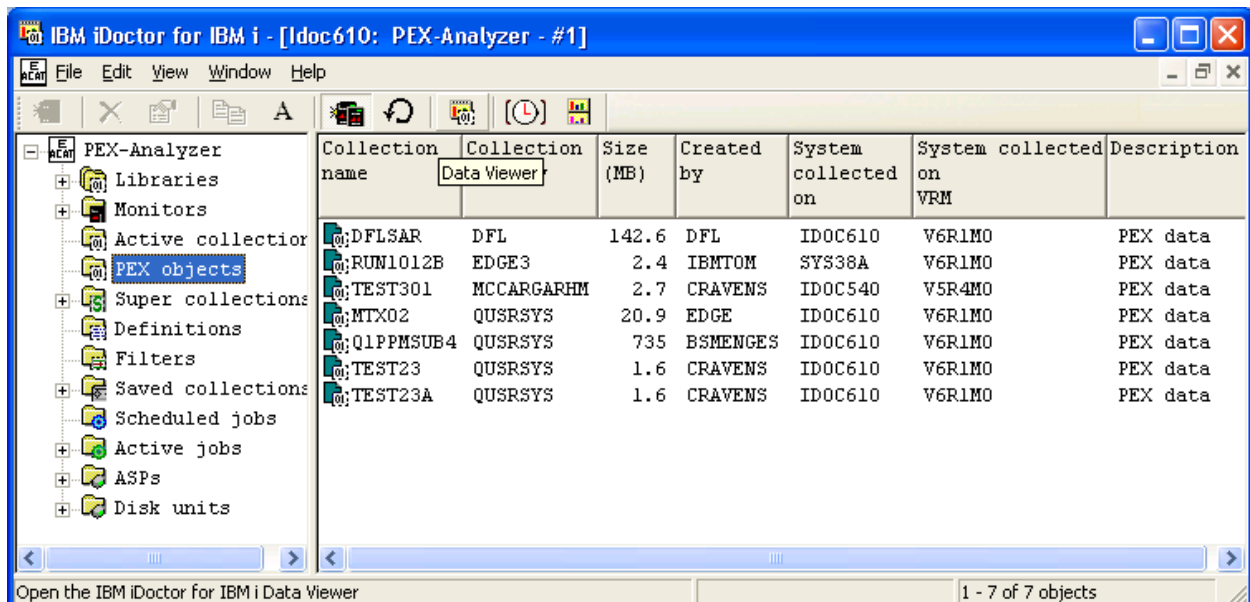 IBM iDoctor for IBM i - [Idoc610: PEX-Analyzer - #1]
File Edit View Window Help
A
PEX-Analyzer
Libraries
Monitors
Active collection
PEX objects
Super collections
Definitions
Filters
Saved collections
Scheduled jobs
Active jobs
ASPs
Disk units
Collection name Collection Size (MB) Created by System collected on System collected on VRM Description
Data Viewer
DFLSAR DFL 142.6 DFL IDOC610 V6R1M0 PEX data
RUN1012B EDGE3 2.4 IBMTOM SYS38A V6R1M0 PEX data
TEST301 MCCARGARHM 2.7 CRAVENS IDOC540 V5R4M0 PEX data
MTX02 QUSRSYS 20.9 EDGE IDOC610 V6R1M0 PEX data
Q1PPMSUB4 QUSRSYS 735 BSMENGES IDOC610 V6R1M0 PEX data
TEST23 QUSRSYS 1.6 CRAVENS IDOC610 V6R1M0 PEX data
TEST23A QUSRSYS 1.6 CRAVENS IDOC610 V6R1M0 PEX data
Open the IBM iDoctor for IBM i Data Viewer
1 - 7 of 7 objects